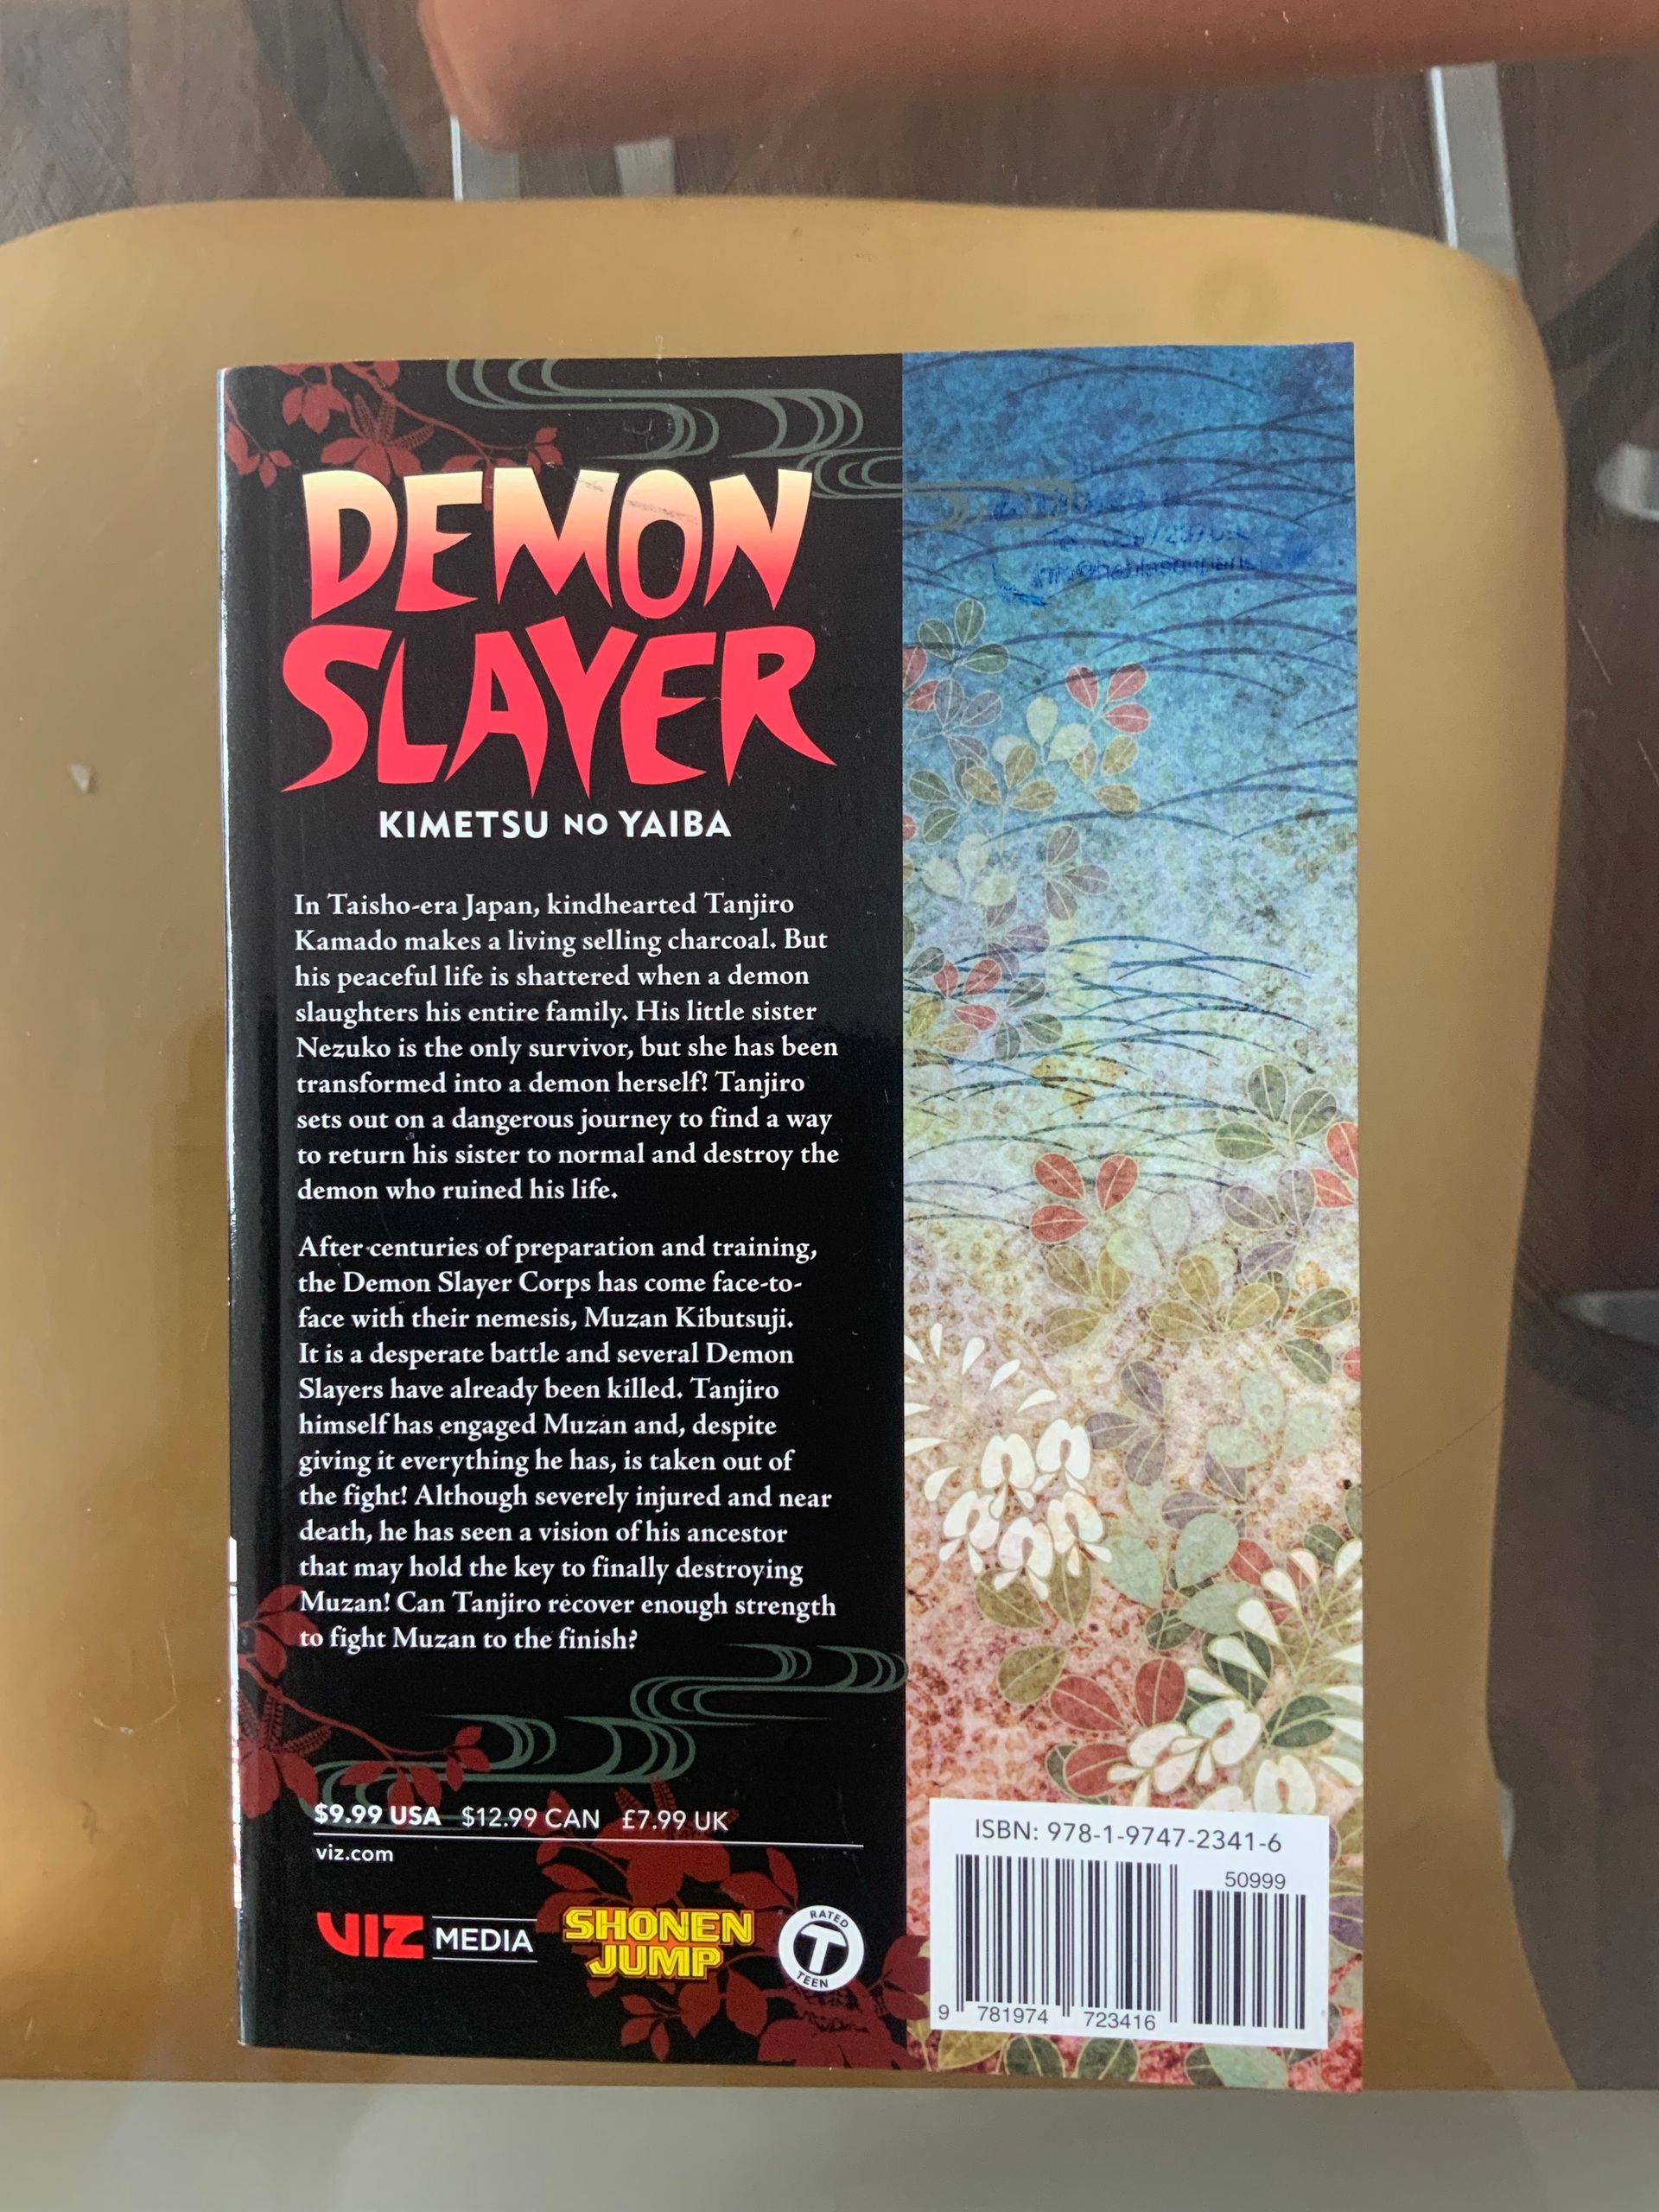 DEMON
SLAYER
KIMETSU NO YAIBA
In Taisho-era Japan, kindhearted Tanjiro
Kamado makes a living selling charcoal. But
his peaceful life is shattered when a demon
slaughters his entire family. His little sister
Nezuko is the only survivor, but she has been
transformed into a demon herself! Tanjiro
sets out on a dangerous journey to find a way
to return his sister to normal and destroy the
demon who ruined his life.
After centuries of preparation and training,
the Demon Slayer Corps has come face-to-
face with their nemesis, Muzan Kibutsuji.
It is a desperate battle and several Demon
Slayers have already been killed. Tanjiro
himself has engaged Muzan and, despite
giving it everything he has, is taken out of
the fight! Although severely injured and near
death, he has seen a vision of his ancestor
that may hold the key to finally destroying
Muzan! Can Tanjiro recover enough strength
to fight Muzan to the finish?
$9.99 USA $12.99 CAN £7.99 UK
viz.com
VIZ MEDIA
SHONEN
JUMP
RATED
T
TEEN
ISBN: 978-1-9747-2341-6
50999
9 781974 723416